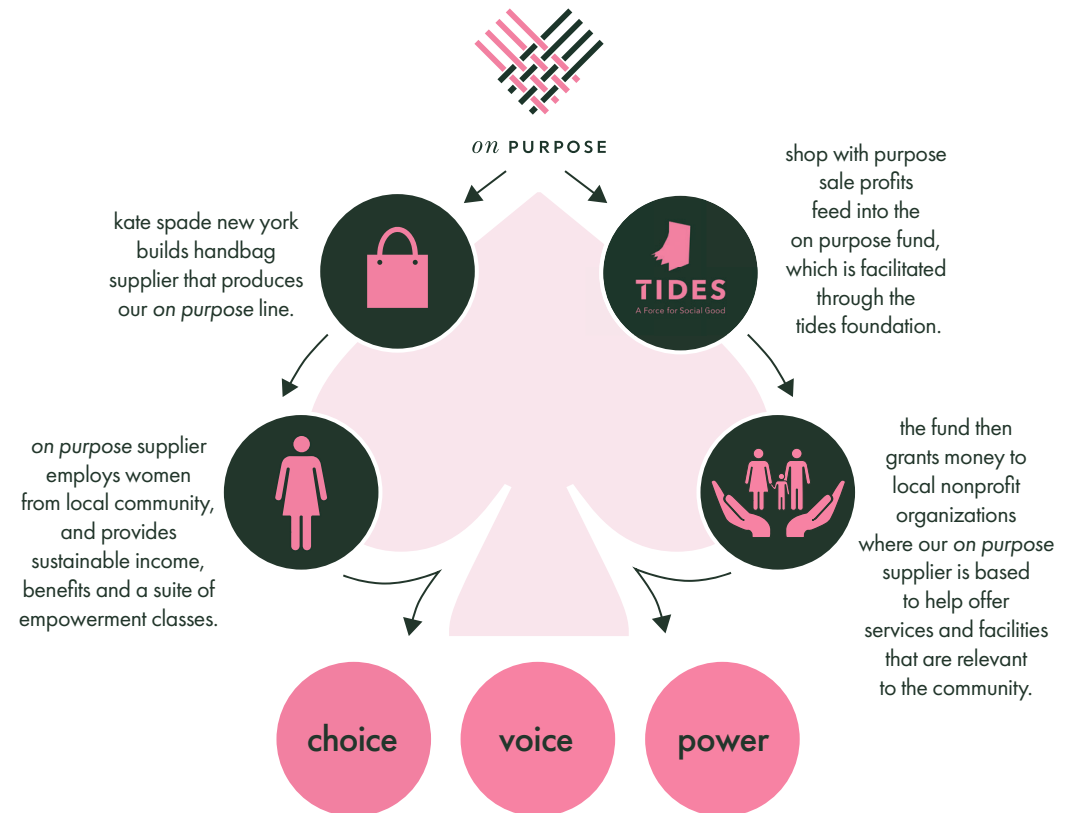 on PURPOSE
kate spade new york
builds handbag
supplier that produces
our on purpose line.
TIDES
A Force for Social Good
shop with purpose
sale profits
feed into the
on purpose fund,
which is facilitated
through the
tides foundation.
on purpose supplier
employs women
from local community,
and provides
sustainable income,
benefits and a suite of
empowerment classes.
the fund then
grants money to
local nonprofit
organizations
where our on purpose
supplier is based
to help offer
services and facilities
that are relevant
to the community.
choice
voice
power